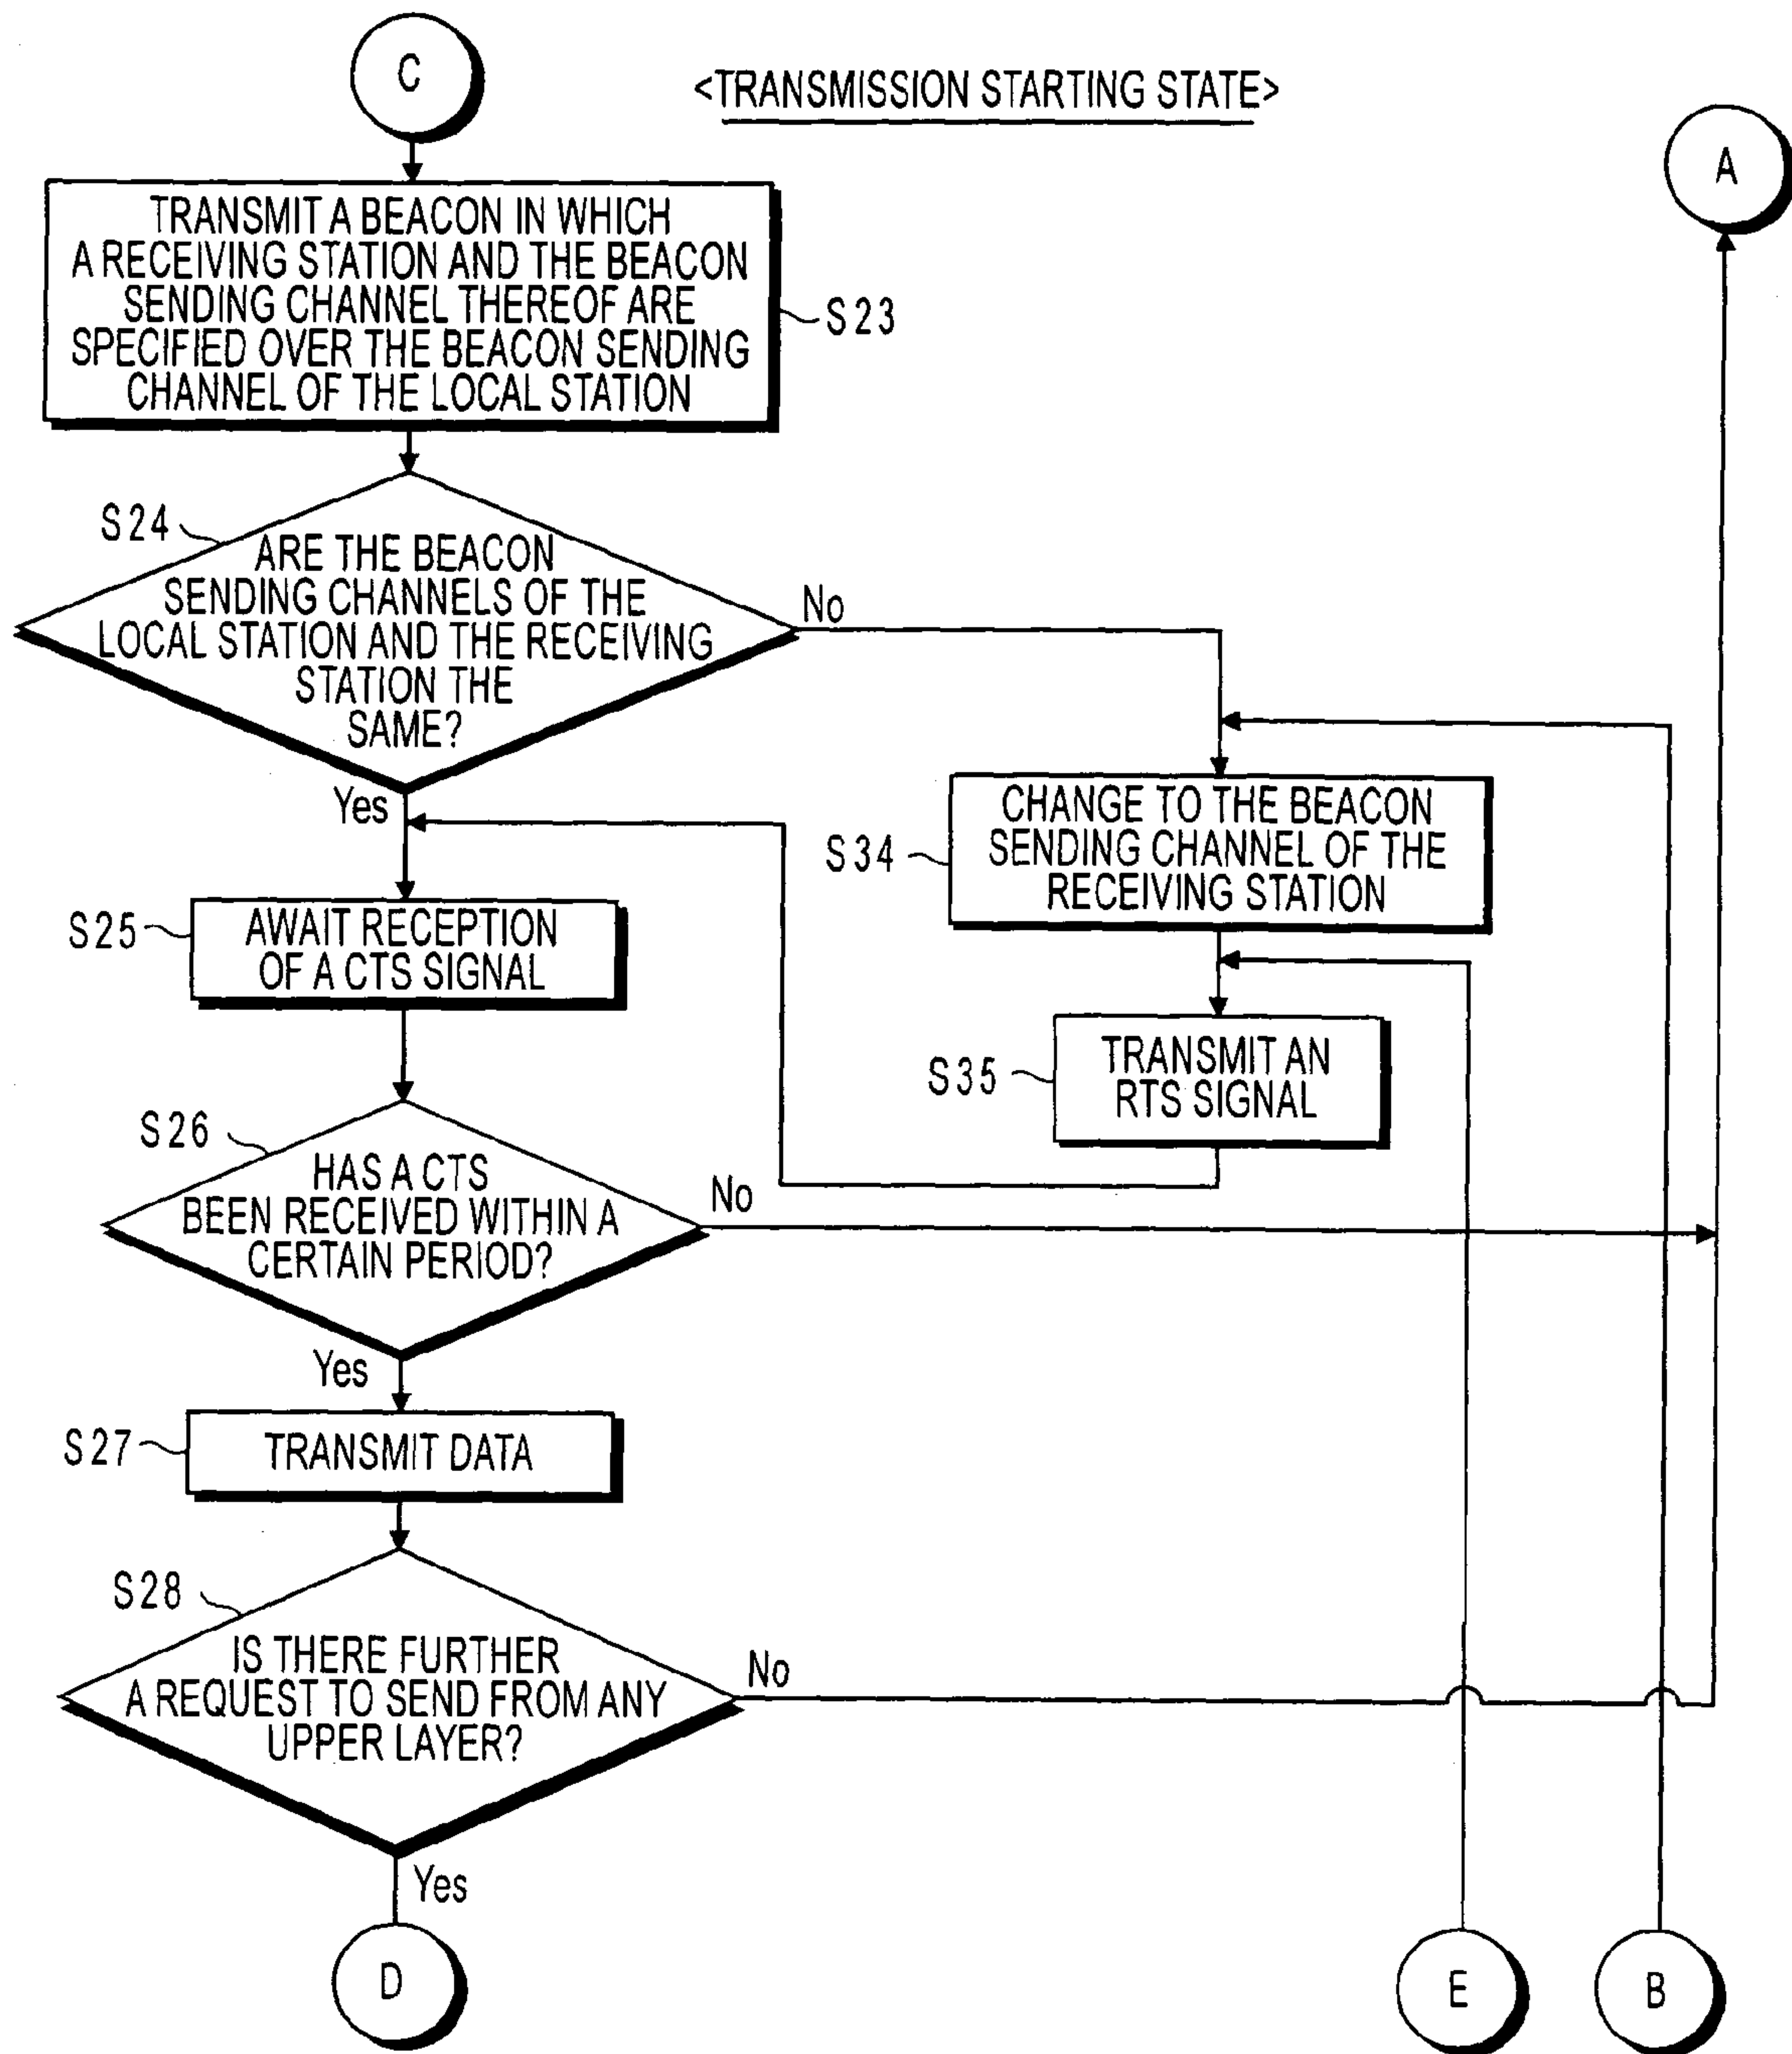 C
<TRANSMISSION STARTING STATE>
A
TRANSMIT A BEACON IN WHICH
A RECEIVING STATION AND THE BEACON
SENDING CHANNEL THEREOF ARE
SPECIFIED OVER THE BEACON SENDING
CHANNEL OF THE LOCAL STATION
S23
S24
ARE THE BEACON
SENDING CHANNELS OF THE
LOCAL STATION AND THE RECEIVING
STATION THE
SAME?
No
Yes
S34
CHANGE TO THE BEACON
SENDING CHANNEL OF THE
RECEIVING STATION
S25
AWAIT RECEPTION
OF A CTS SIGNAL
S35
TRANSMIT AN
RTS SIGNAL
S26
HAS A CTS
BEEN RECEIVED WITHIN A
CERTAIN PERIOD?
No
Yes
S27
TRANSMIT DATA
S28
IS THERE FURTHER
A REQUEST TO SEND FROM ANY
UPPER LAYER?
No
Yes
D
E
B